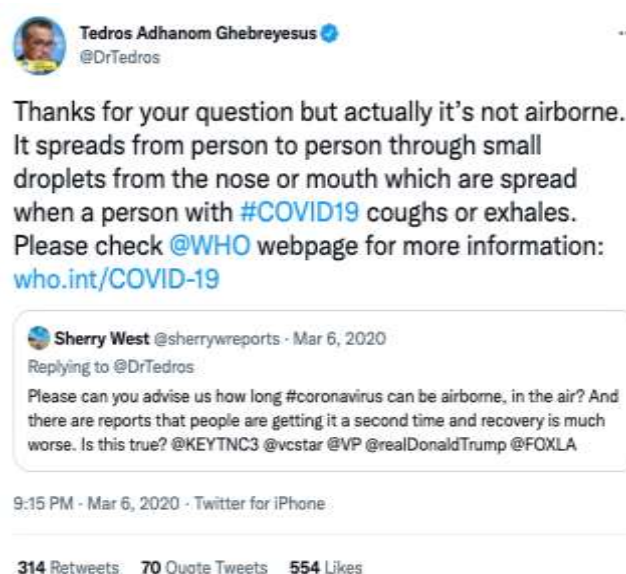 Tedros Adhanom Ghebreyesus
@DrTedros
Thanks for your question but actually it's not airborne.
It spreads from person to person through small
droplets from the nose or mouth which are spread
when a person with #COVID19 coughs or exhales.
Please check @WHO webpage for more information:
who.int/COVID-19
Sherry West @sherrywreports · Mar 6, 2020
Replying to @DrTedros
Please can you advise us how long #coronavirus can be airborne, in the air? And
there are reports that people are getting it a second time and recovery is much
worse. Is this true? @KEYTNC3 @vcstar @VP @realDonaldTrump @FOXLA
9:15 PM · Mar 6, 2020 · Twitter for iPhone
314 Retweets 70 Quote Tweets 554 Likes